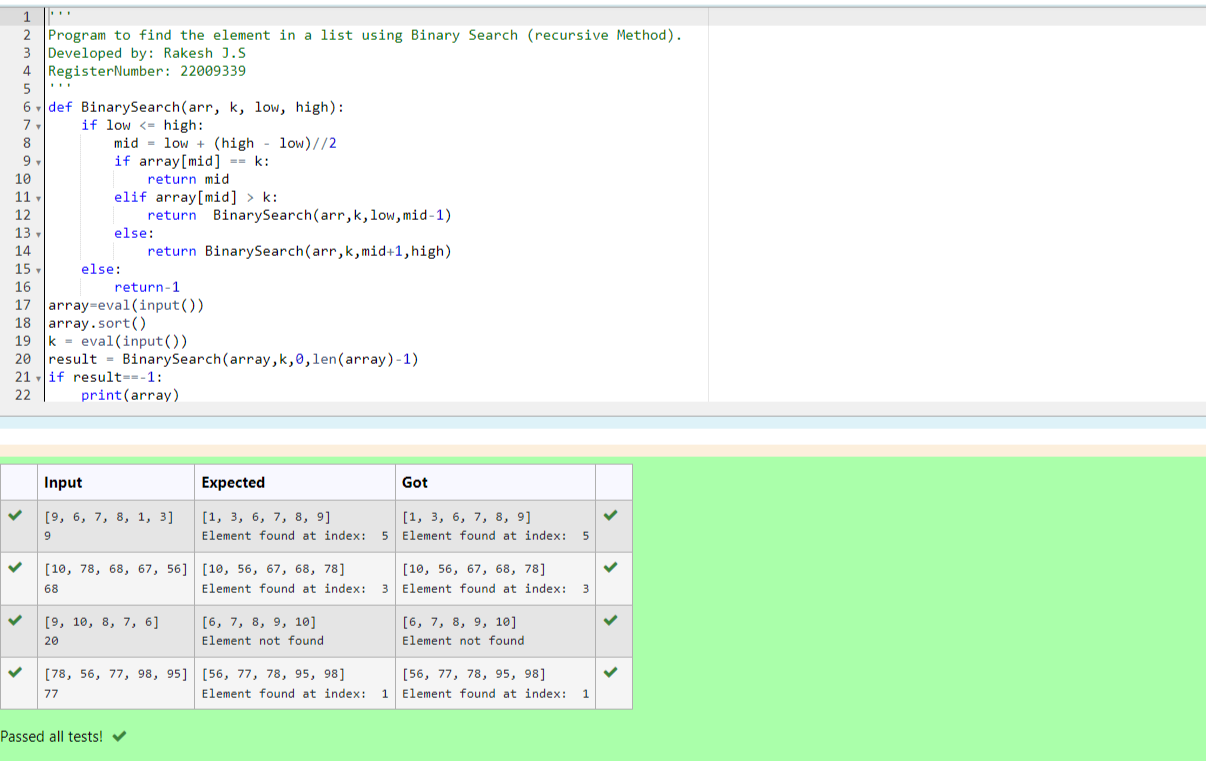 1 '''
2 Program to find the element in a list using Binary Search (recursive Method).
3 Developed by: Rakesh J.S
4 RegisterNumber: 22009339
5 '''
6 def BinarySearch(arr, k, low, high):
7     if low <= high:
8         mid = low + (high - low)//2
9         if array[mid] == k:
10             return mid
11         elif array[mid] > k:
12             return  BinarySearch(arr,k,low,mid-1)
13         else:
14             return BinarySearch(arr,k,mid+1,high)
15     else:
16         return-1
17 array=eval(input())
18 array.sort()
19 k = eval(input())
20 result = BinarySearch(array,k,0,len(array)-1)
21 if result==-1:
22     print(array)
Input Expected Got
[9, 6, 7, 8, 1, 3] [1, 3, 6, 7, 8, 9] [1, 3, 6, 7, 8, 9]
9 Element found at index:  5 Element found at index:  5
[10, 78, 68, 67, 56] [10, 56, 67, 68, 78] [10, 56, 67, 68, 78]
68 Element found at index:  3 Element found at index:  3
[9, 10, 8, 7, 6] [6, 7, 8, 9, 10] [6, 7, 8, 9, 10]
20 Element not found Element not found
[78, 56, 77, 98, 95] [56, 77, 78, 95, 98] [56, 77, 78, 95, 98]
77 Element found at index:  1 Element found at index:  1
Passed all tests!